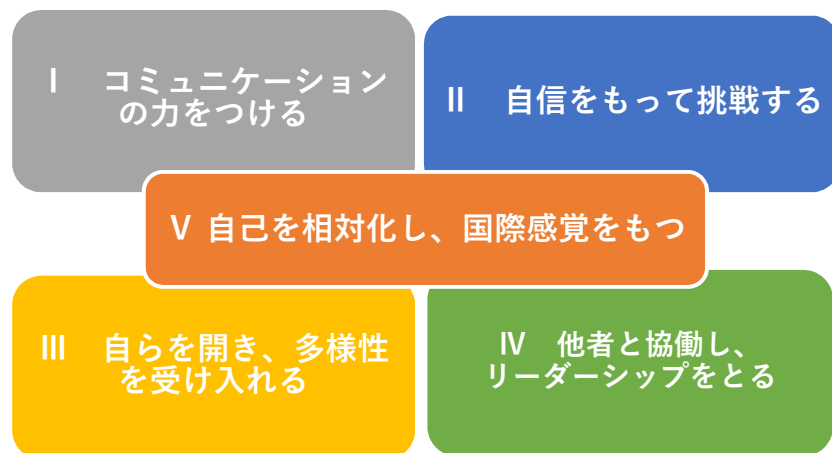 Ⅰ　コミュニケーション
の力をつける
Ⅱ　自信をもって挑戦する
Ⅴ 自己を相対化し、国際感覚をもつ
Ⅲ　自らを開き、多様性
を受け入れる
Ⅳ　他者と協働し、
リーダーシップをとる